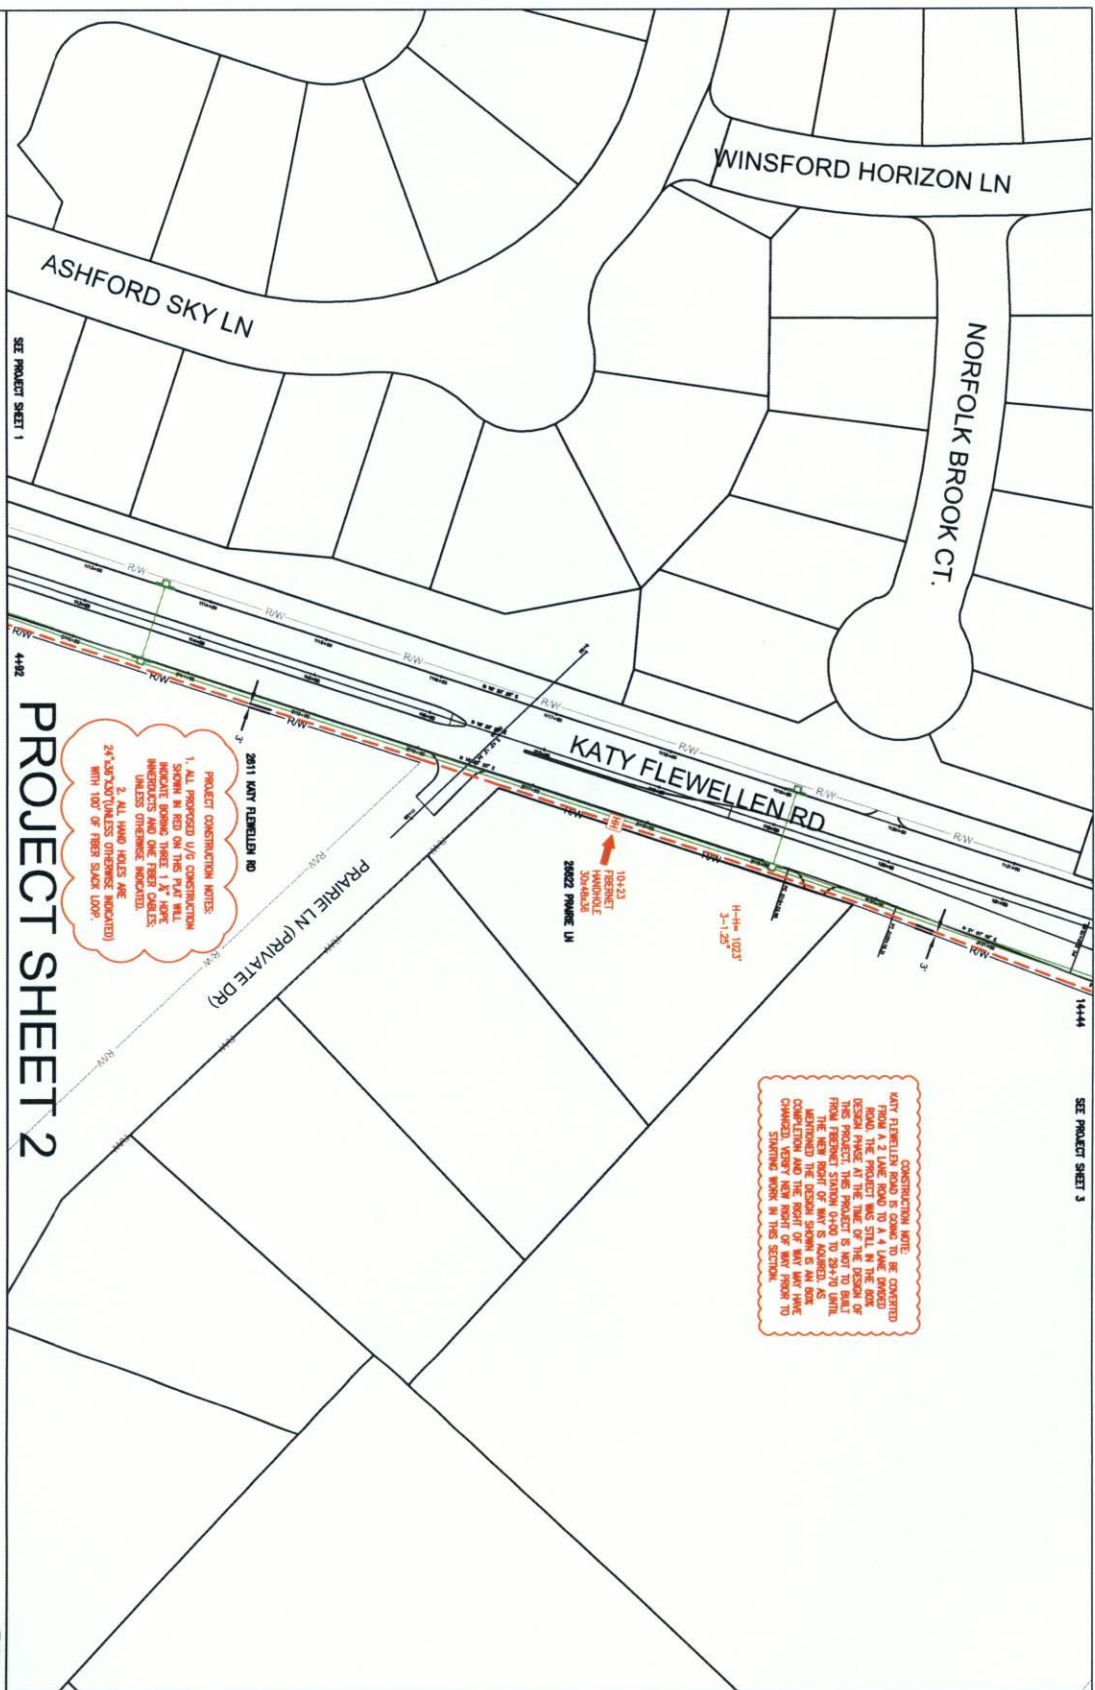 WINSFORD HORIZON LN
NORFOLK BROOK CT.
ASHFORD SKY LN
SEE PROJECT SHEET 1
KATY FLEWELLEN RD
R/W
R/W
R/W
R/W
R/W
R/W
R/W
R/W
R/W
R/W
R/W
R/W
R/W
4+92
14+44
SEE PROJECT SHEET 3
3'
3'
2611 KATY FLEWELLEN RD
PRAIRIE LN (PRIVATE DR)
R/W
R/W
R/W
R/W
R/W
R/W
R/W
HH
10+23
FIBERNET
HANDHOLE
30x48x36
26822 PRAIRIE LN
H-H= 1023'
3-1.25"
PROJECT CONSTRUCTION NOTES:
1. ALL PROPOSED U/G CONSTRUCTION
SHOWN IN RED ON THIS PLAT WILL
INDICATE BORING THREE 1 ¼" HDPE
INNERDUCTS AND ONE FIBER CABLES:
UNLESS OTHERWISE INDICATED.
2. ALL HAND HOLES ARE
24"x36"X30"(UNLESS OTHERWISE INDICATED)
WITH 100' OF FIBER SLACK LOOP.
CONSTRUCTION NOTE:
KATY FLEWELLEN ROAD IS GOING TO BE COVERTED
FROM A 2 LANE ROAD TO A 4 LANE DIVIDED
ROAD. THE PROJECT WAS STILL IN THE 80%
DESIGN PHASE AT THE TIME OF THE DESIGN OF
THIS PROJECT. THIS PROJECT IS NOT TO BUILT
FROM FIBERNET STATION 0+00 TO 29+70 UNTIL
THE NEW RIGHT OF WAY IS AQUIRED. AS
MENTIONED THE DESIGN SHOWN IS AN 80%
COMPLETION AND THE RIGHT OF WAY MAY HAVE
CHANGED. VERIFY NEW RIGHT OF WAY PRIOR TO
STARTING WORK IN THIS SECTION.
PROJECT SHEET 2